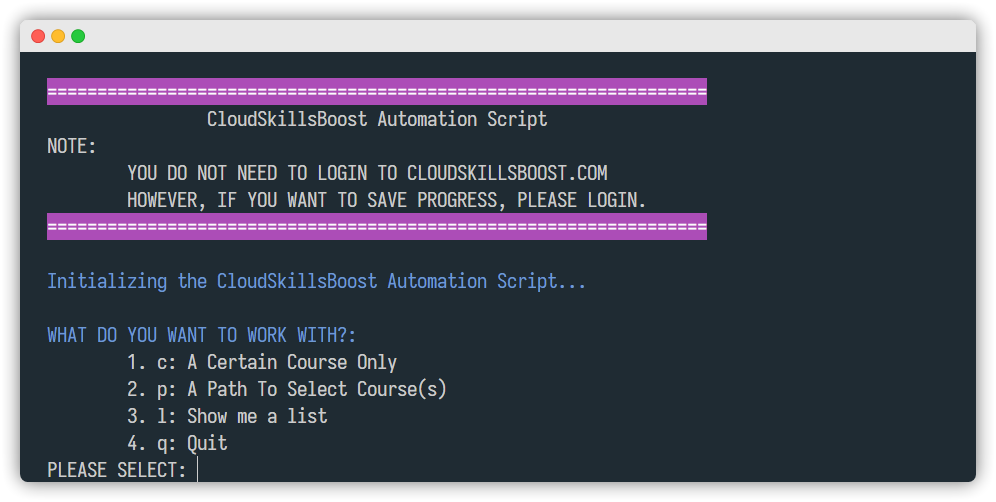 ==================================================================
CloudSkillsBoost Automation Script
NOTE:
YOU DO NOT NEED TO LOGIN TO CLOUDSKILLSBOOST.COM
HOWEVER, IF YOU WANT TO SAVE PROGRESS, PLEASE LOGIN.
==================================================================
Initializing the CloudSkillsBoost Automation Script...
WHAT DO YOU WANT TO WORK WITH?:
1. c: A Certain Course Only
2. p: A Path To Select Course(s)
3. l: Show me a list
4. q: Quit
PLEASE SELECT: